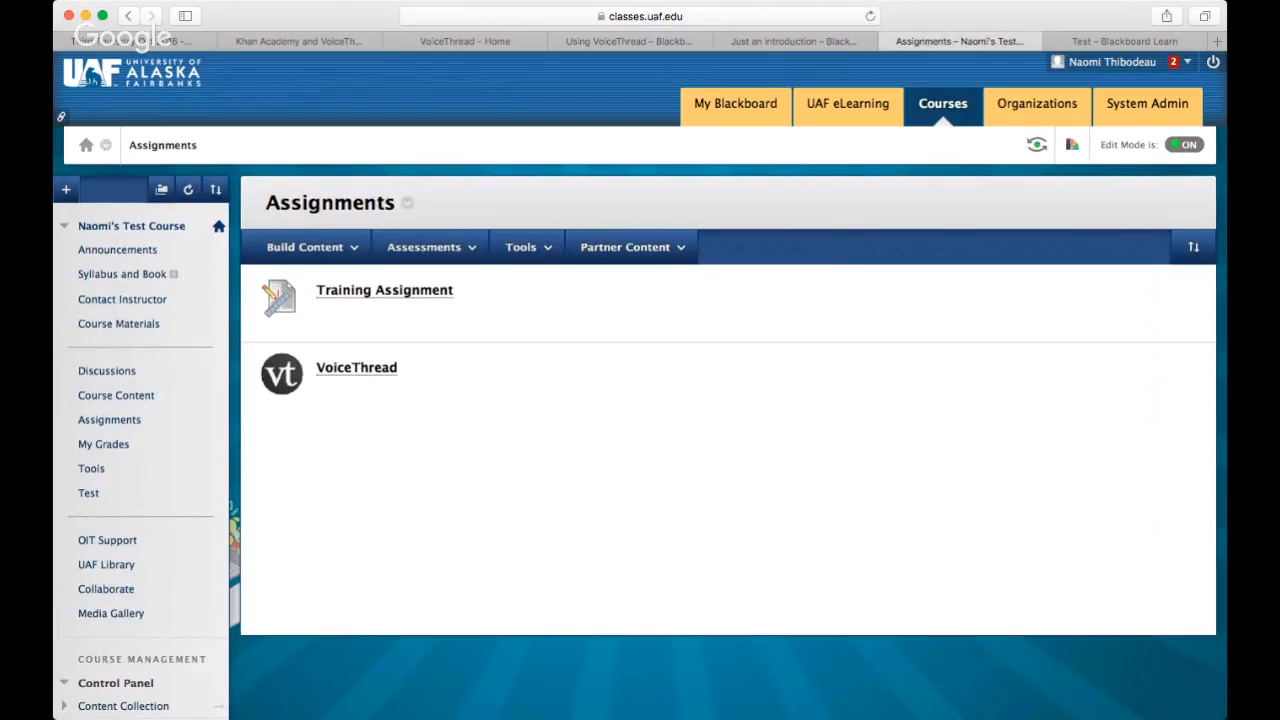 classes.uaf.edu
Google
Khan Academy and VoiceTh...
VoiceThread - Home
Using VoiceThread – Blackb...
Just an introduction – Black...
Assignments – Naomi's Test...
Test – Blackboard Learn
UAF UNIVERSITY OF
ALASKA
FAIRBANKS
Naomi Thibodeau 2
My Blackboard
UAF eLearning
Courses
Organizations
System Admin
Assignments
Edit Mode is: ON
Naomi's Test Course
Announcements
Syllabus and Book
Contact Instructor
Course Materials
Discussions
Course Content
Assignments
My Grades
Tools
Test
OIT Support
UAF Library
Collaborate
Media Gallery
COURSE MANAGEMENT
Control Panel
Content Collection
Assignments
Build Content
Assessments
Tools
Partner Content
Training Assignment
vt VoiceThread